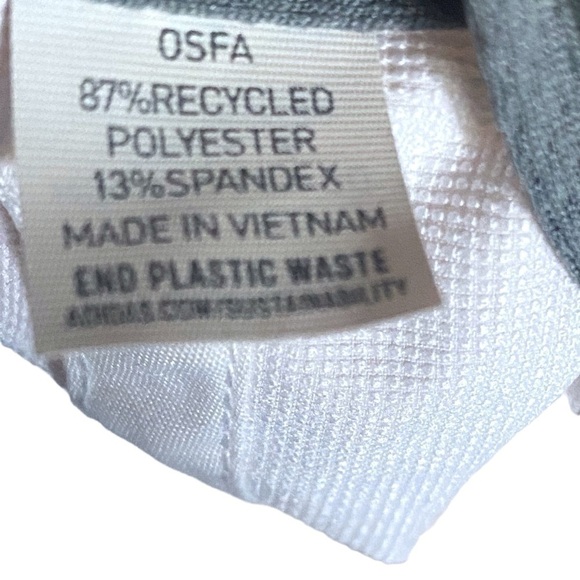 OSFA
87%RECYCLED
POLYESTER
13%SPANDEX
MADE IN VIETNAM
END PLASTIC WASTE
ADIDAS.COM/SUSTAINABILITY